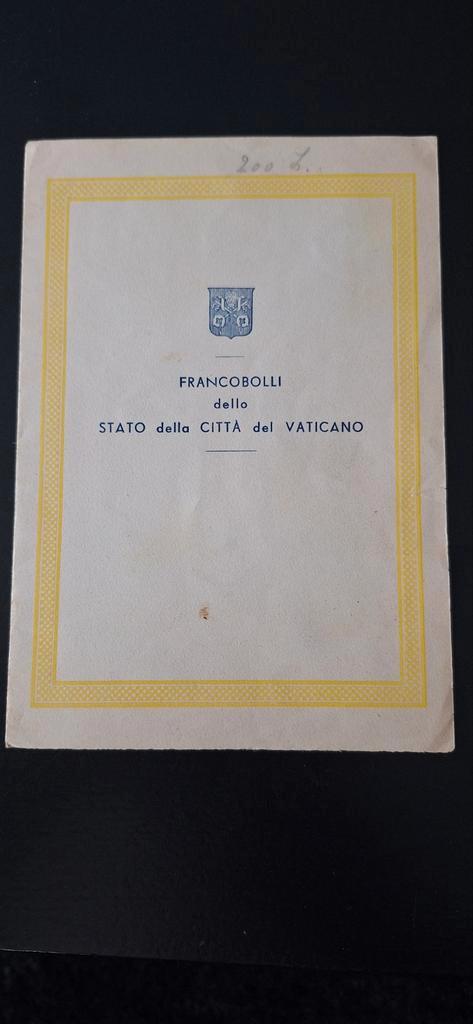 200 L.
FRANCOBOLLI
dello
STATO della CITTÀ del VATICANO